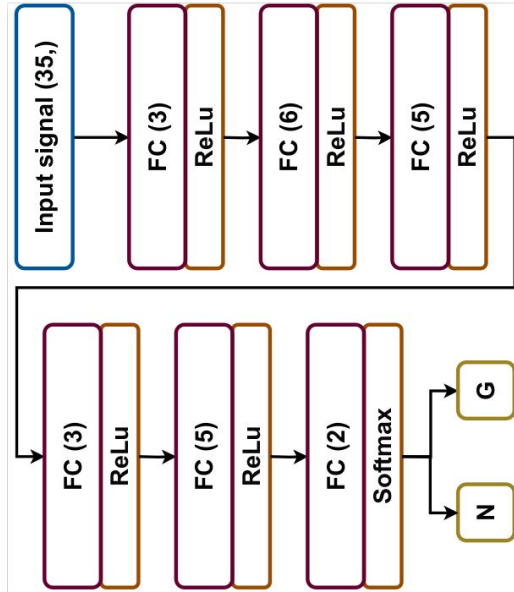 Input signal (35,)
FC (3)
ReLu
FC (6)
ReLu
FC (5)
ReLu
FC (3)
ReLu
FC (5)
ReLu
FC (2)
Softmax
G
N